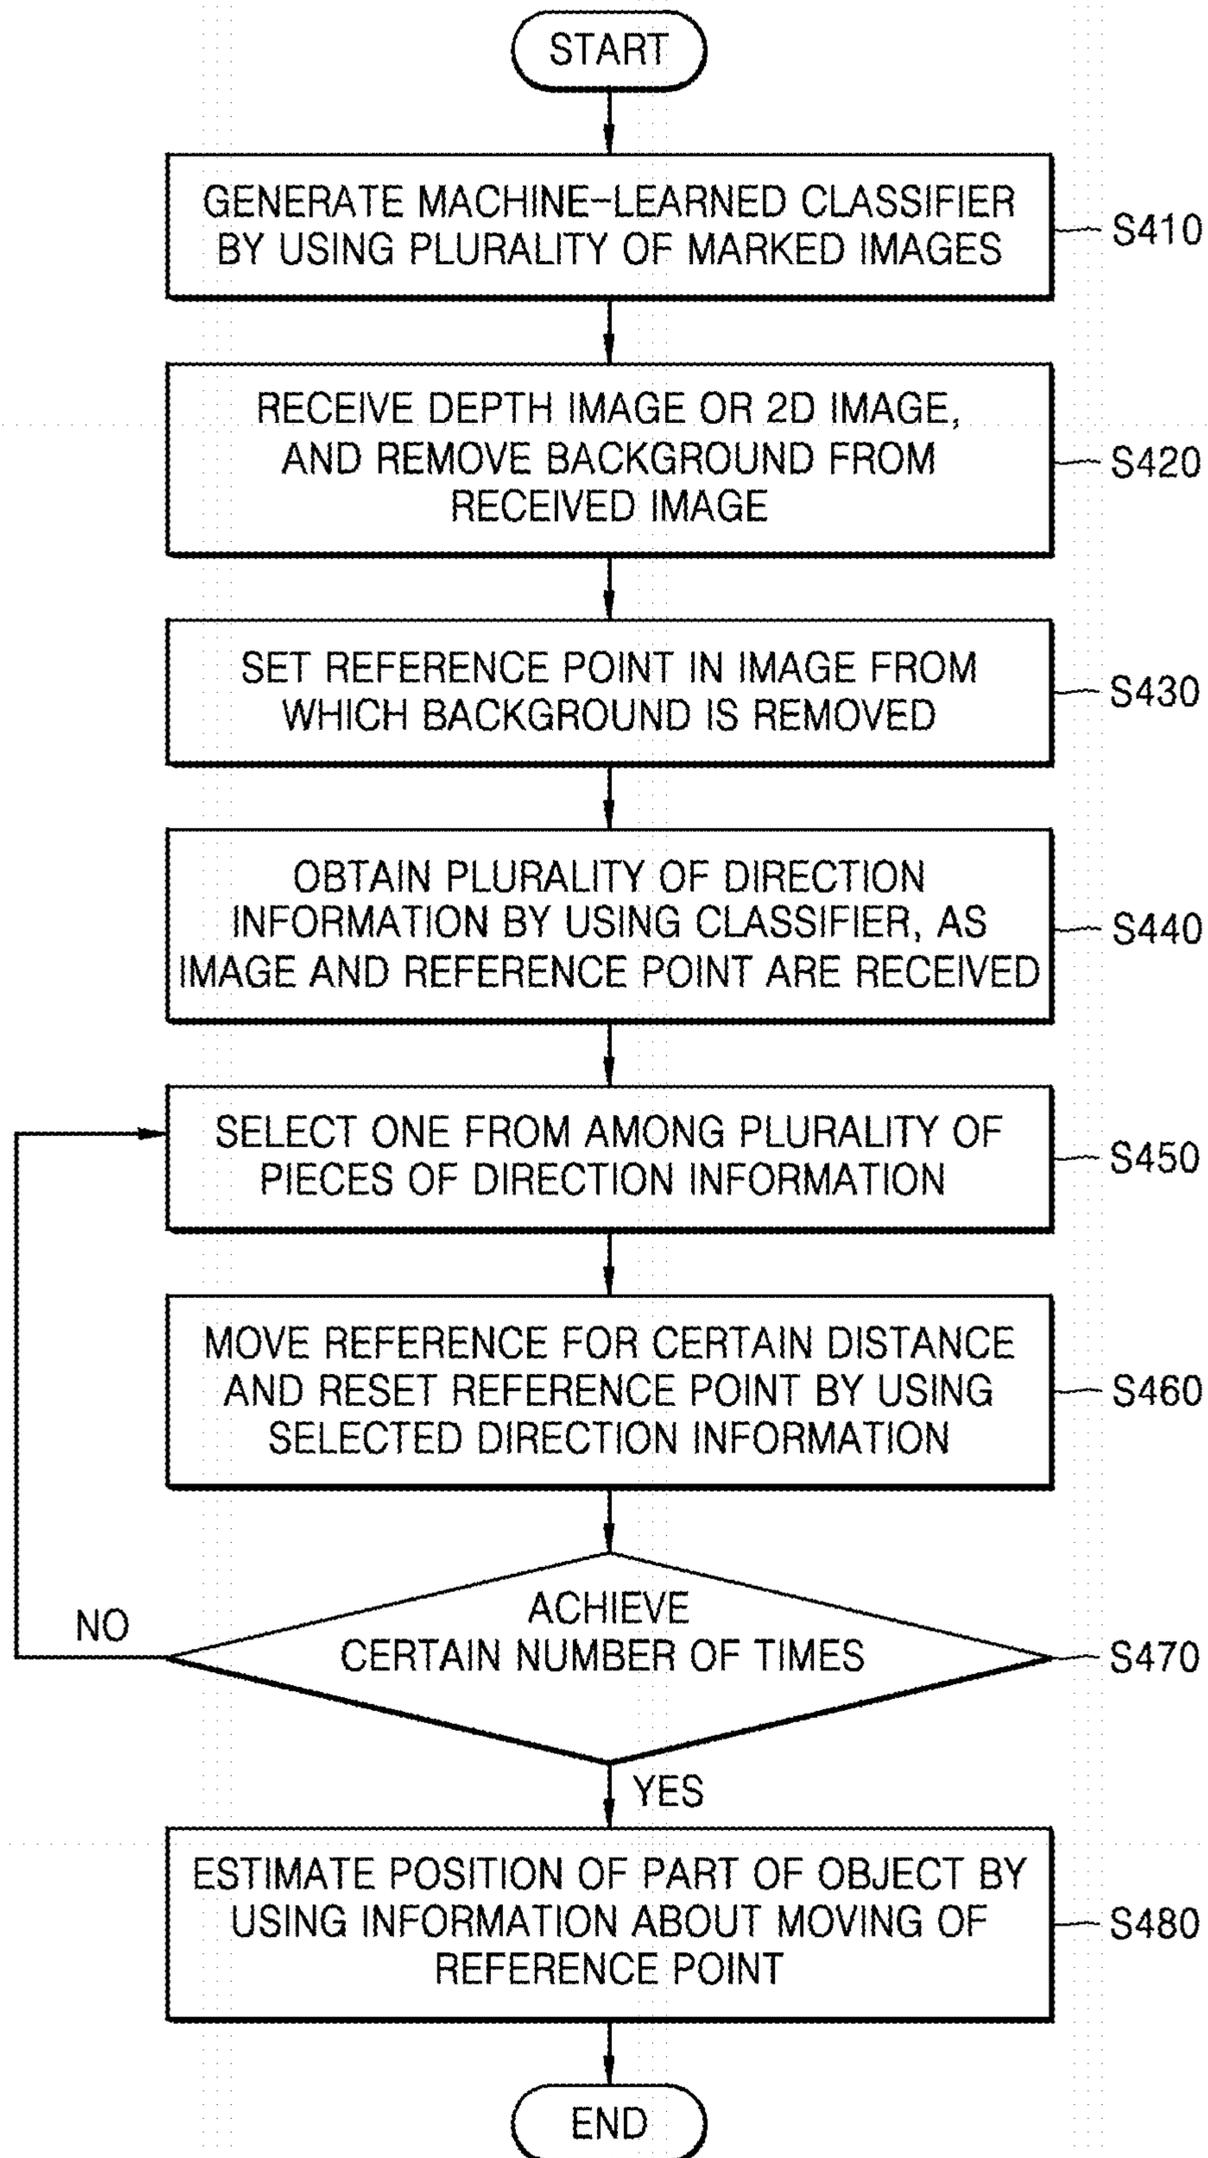 START
GENERATE MACHINE-LEARNED CLASSIFIER
BY USING PLURALITY OF MARKED IMAGES
S410
RECEIVE DEPTH IMAGE OR 2D IMAGE,
AND REMOVE BACKGROUND FROM
RECEIVED IMAGE
S420
SET REFERENCE POINT IN IMAGE FROM
WHICH BACKGROUND IS REMOVED
S430
OBTAIN PLURALITY OF DIRECTION
INFORMATION BY USING CLASSIFIER, AS
IMAGE AND REFERENCE POINT ARE RECEIVED
S440
SELECT ONE FROM AMONG PLURALITY OF
PIECES OF DIRECTION INFORMATION
S450
MOVE REFERENCE FOR CERTAIN DISTANCE
AND RESET REFERENCE POINT BY USING
SELECTED DIRECTION INFORMATION
S460
ACHIEVE
CERTAIN NUMBER OF TIMES
S470
NO
YES
ESTIMATE POSITION OF PART OF OBJECT BY
USING INFORMATION ABOUT MOVING OF
REFERENCE POINT
S480
END